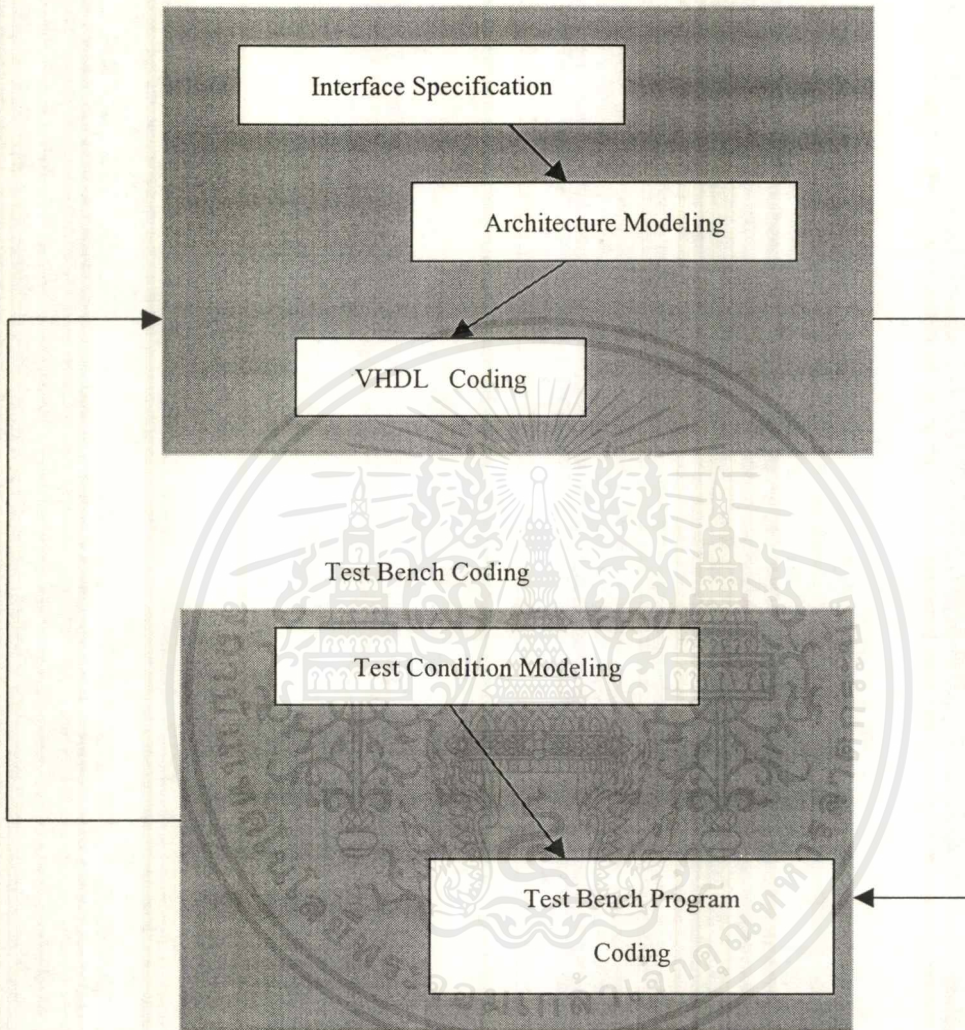 Interface Specification
Architecture Modeling
VHDL Coding
Test Bench Coding
Test Condition Modeling
Test Bench Program
Coding